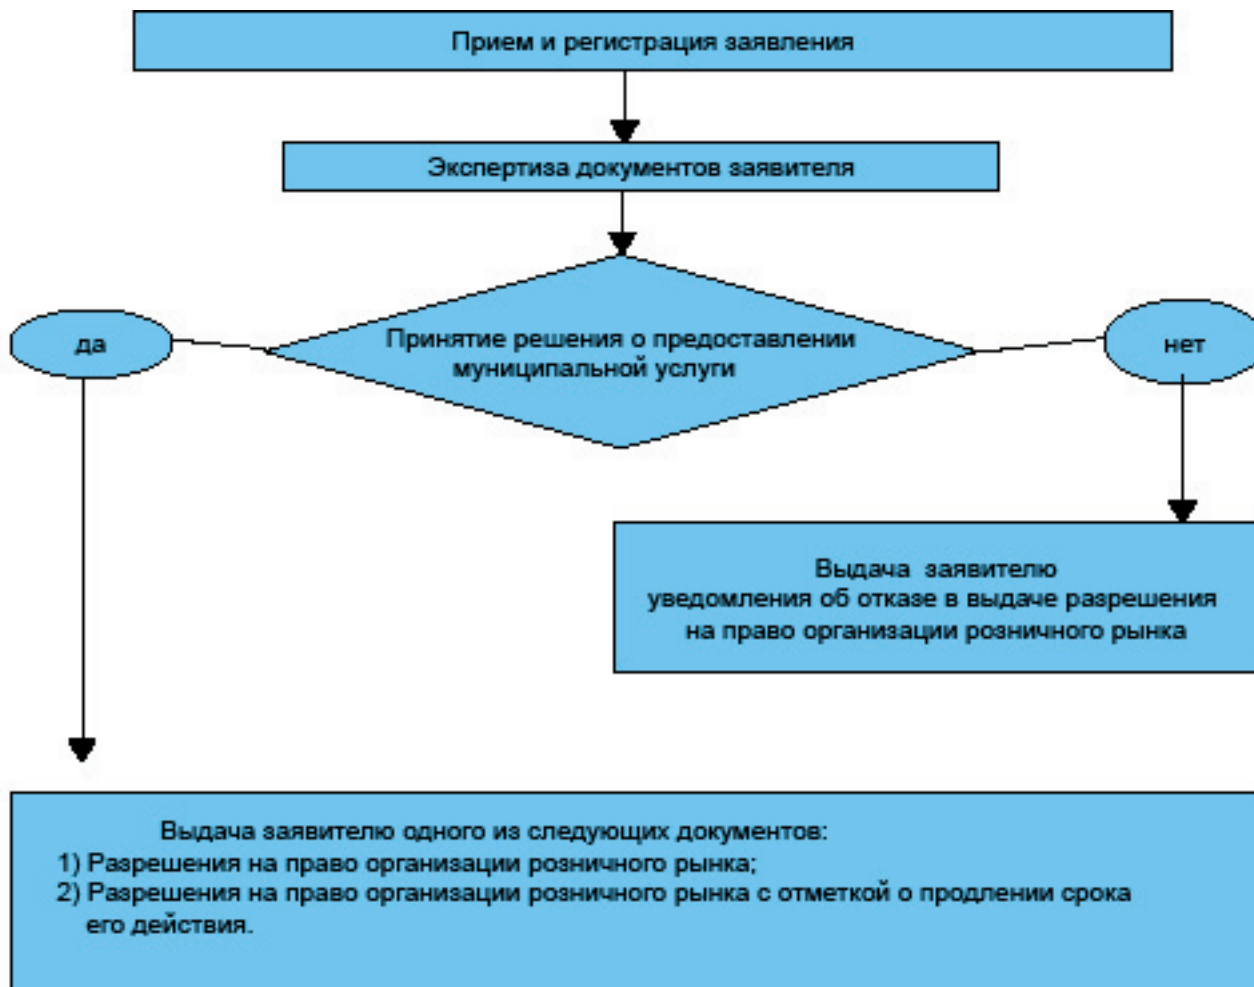 Прием и регистрация заявления
Экспертиза документов заявителя
Принятие решения о предоставлении
муниципальной услуги
да
нет
Выдача заявителю
уведомления об отказе в выдаче разрешения
на право организации розничного рынка
Выдача заявителю одного из следующих документов:
1) Разрешения на право организации розничного рынка;
2) Разрешения на право организации розничного рынка с отметкой о продлении срока
его действия.